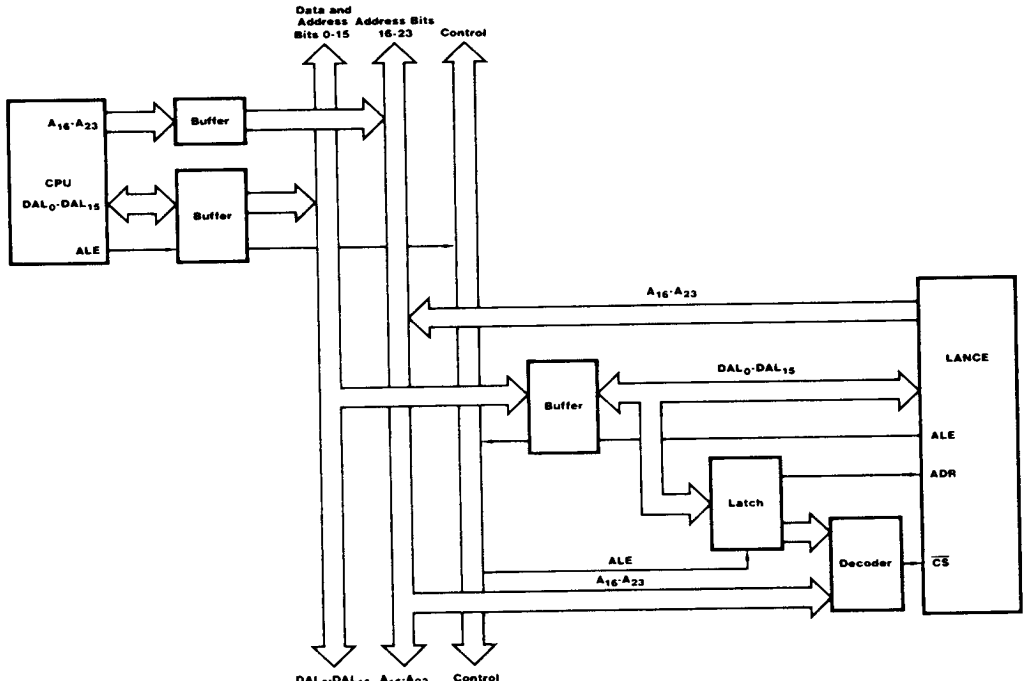 Data and
Address
Bits 0-15
Address Bits
16-23
Control
A16-A23
Buffer
CPU
DAL0-DAL15
Buffer
ALE
A16-A23
LANCE
DAL0-DAL15
Buffer
ALE
ADR
Latch
ALE
Decoder
CS
A16-A23
Control